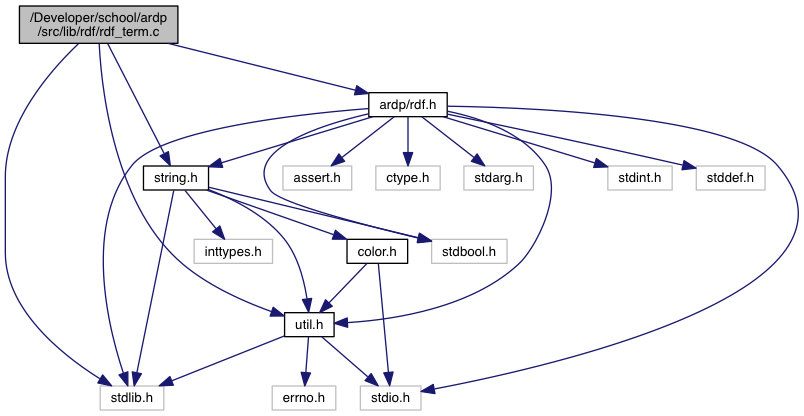 /Developer/school/ardp
/src/lib/rdf/rdf_term.c
ardp/rdf.h
string.h
assert.h
ctype.h
stdarg.h
stdint.h
stddef.h
inttypes.h
color.h
stdbool.h
util.h
stdlib.h
errno.h
stdio.h